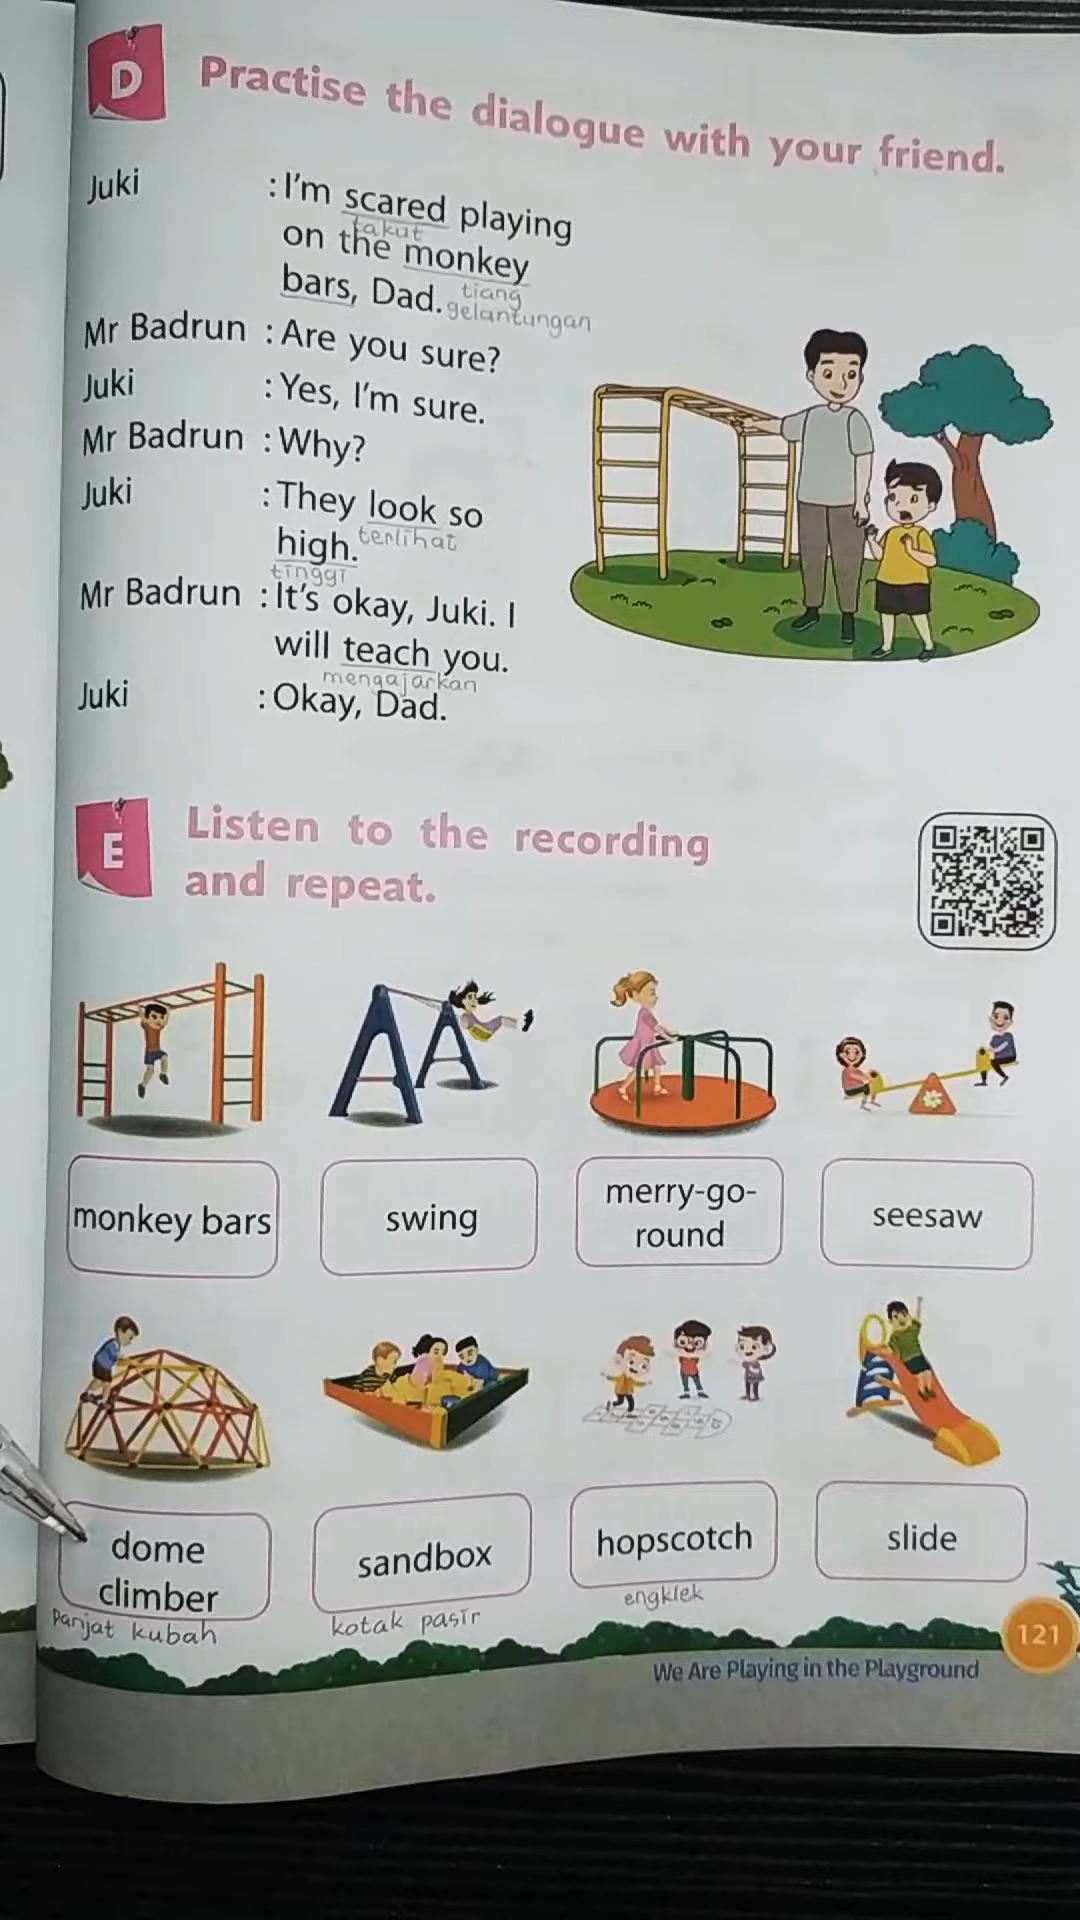 D Practise the dialogue with your friend.
Juki : I'm scared playing
takut
on the monkey
bars, Dad. tiang
gelantungan
Mr Badrun : Are you sure?
Juki : Yes, I'm sure.
Mr Badrun : Why?
Juki : They look so
high. terlihat
tinggi
Mr Badrun : It's okay, Juki. I
will teach you.
mengajarkan
Juki : Okay, Dad.
E Listen to the recording
and repeat.
monkey bars
swing
merry-go-
round
seesaw
dome
climber
Panjat kubah
sandbox
kotak pasir
hopscotch
engklek
slide
121
We Are Playing in the Playground